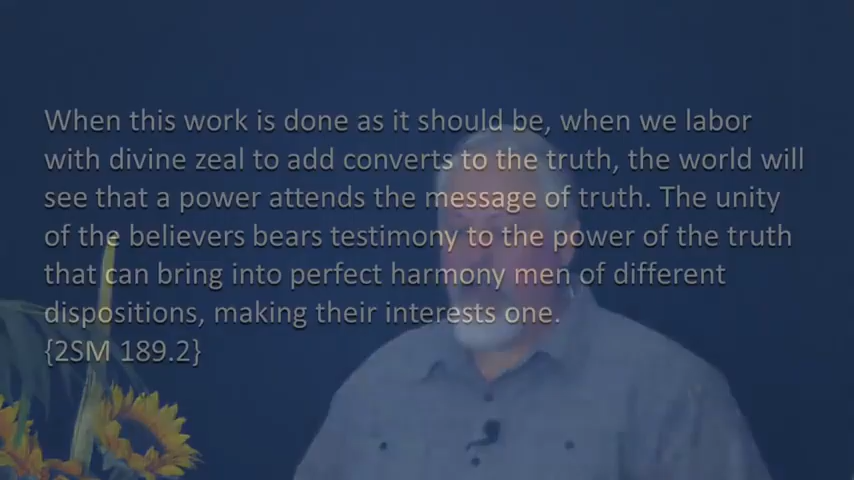 When this work is done as it should be, when we labor
with divine zeal to add converts to the truth, the world will
see that a power attends the message of truth. The unity
of the believers bears testimony to the power of the truth
that can bring into perfect harmony men of different
dispositions, making their interests one.
{2SM 189.2}